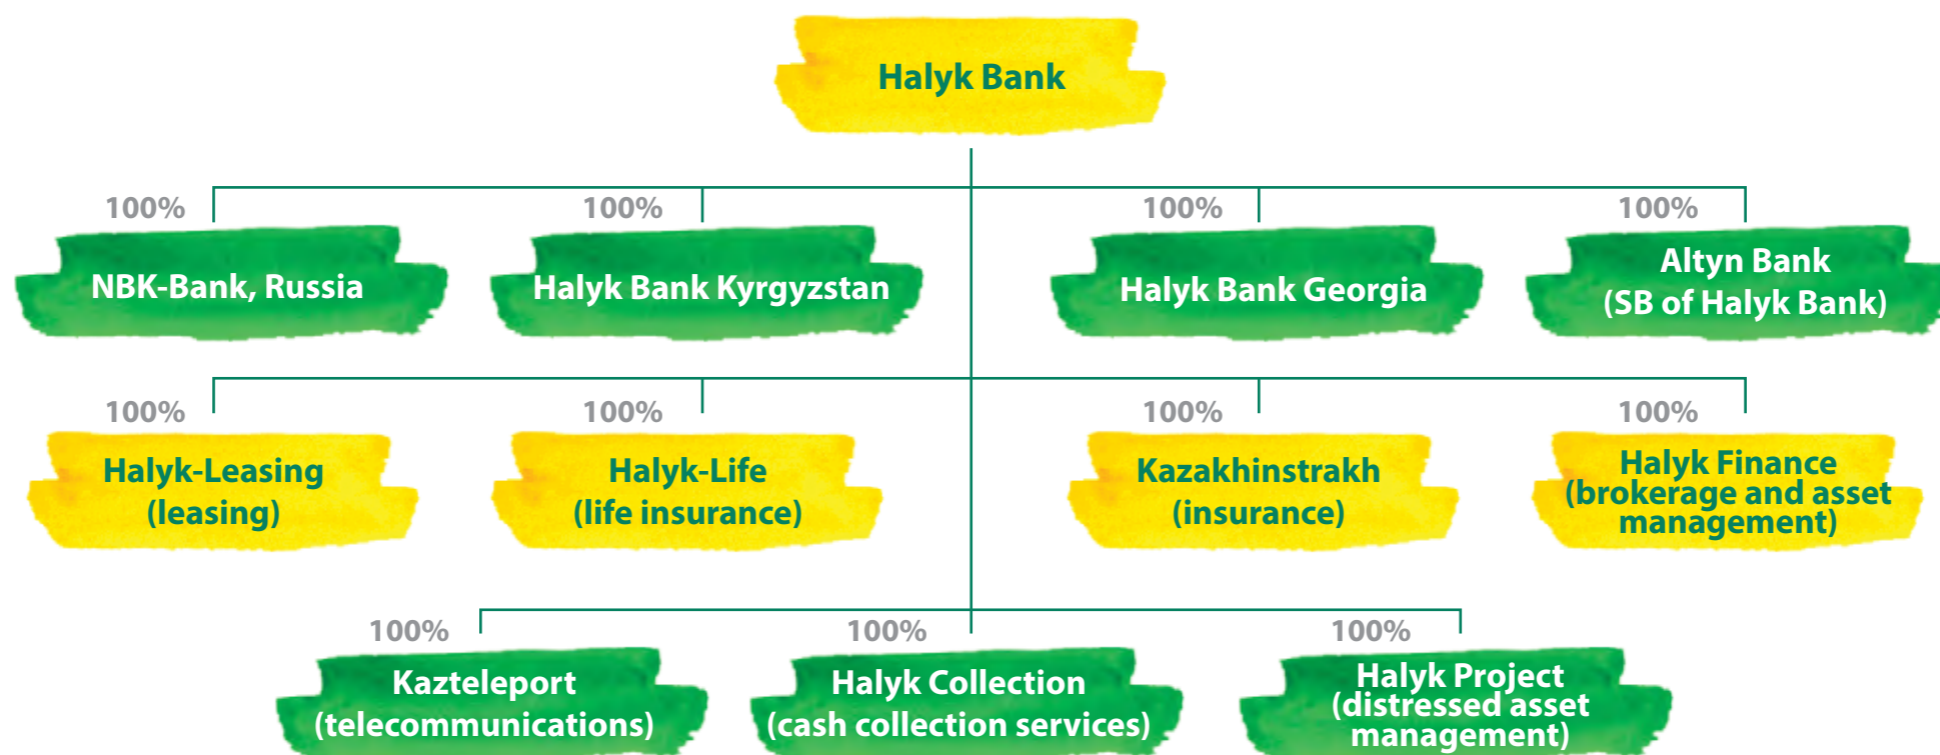 Halyk Bank
100% 100% 100% 100%
NBK-Bank, Russia
Halyk Bank Kyrgyzstan
Halyk Bank Georgia
Altyn Bank
(SB of Halyk Bank)
100% 100% 100% 100%
Halyk-Leasing
(leasing)
Halyk-Life
(life insurance)
Kazakhinstrakh
(insurance)
Halyk Finance
(brokerage and asset
management)
100% 100% 100%
Kazteleport
(telecommunications)
Halyk Collection
(cash collection services)
Halyk Project
(distressed asset
management)